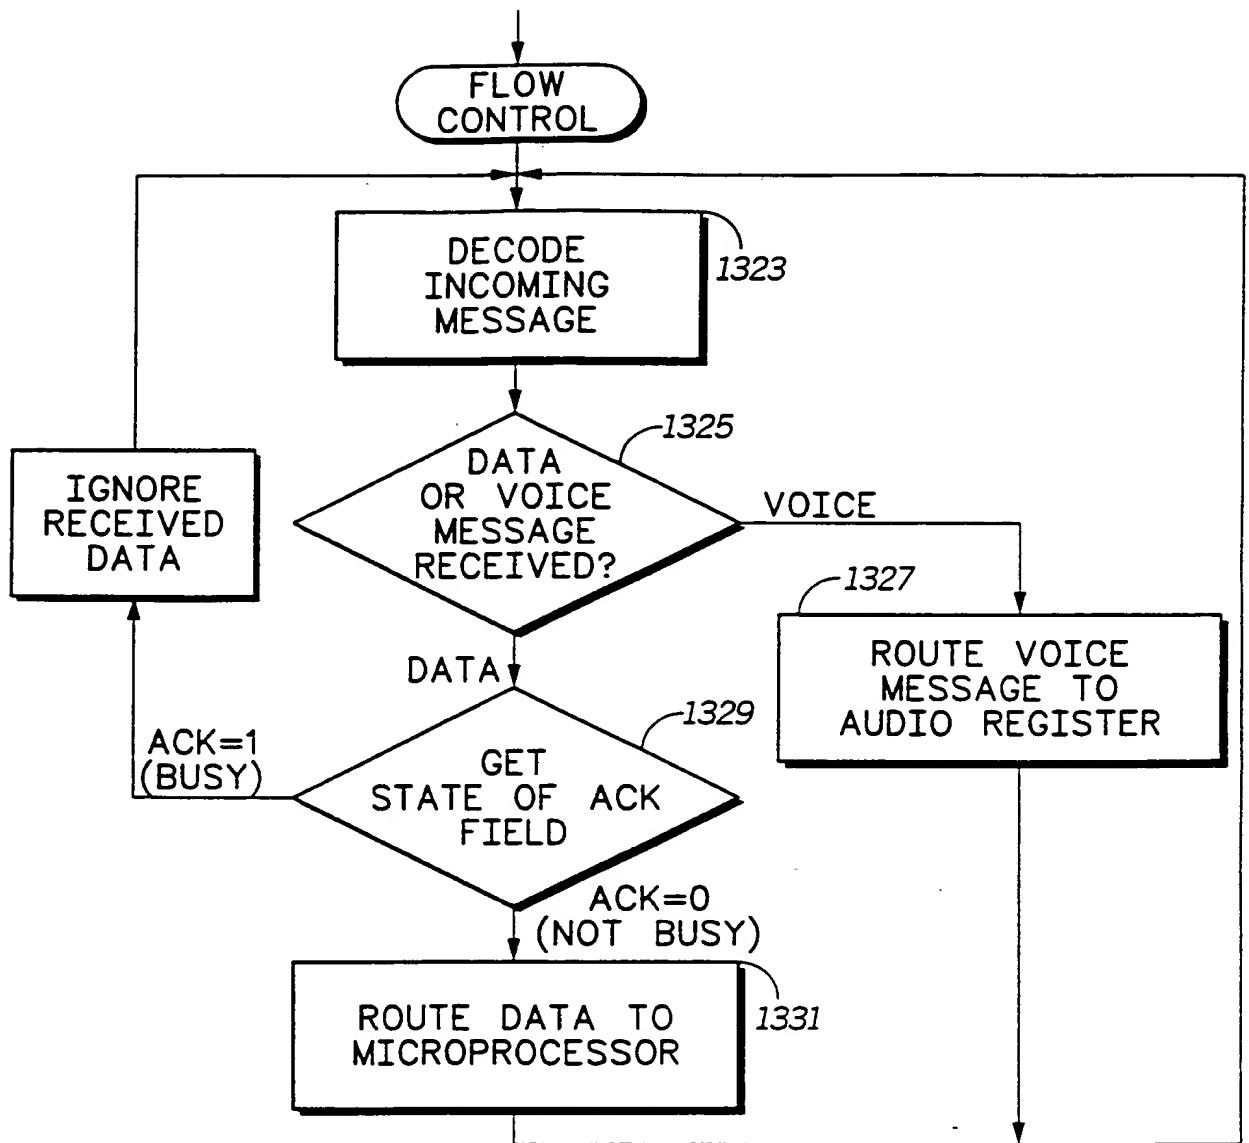 FLOW
CONTROL
DECODE
INCOMING
MESSAGE
1323
1325
DATA
OR VOICE
MESSAGE
RECEIVED?
VOICE
IGNORE
RECEIVED
DATA
1327
ROUTE VOICE
MESSAGE TO
AUDIO REGISTER
DATA
1329
GET
STATE OF ACK
FIELD
ACK=1
(BUSY)
ACK=0
(NOT BUSY)
ROUTE DATA TO
MICROPROCESSOR
1331